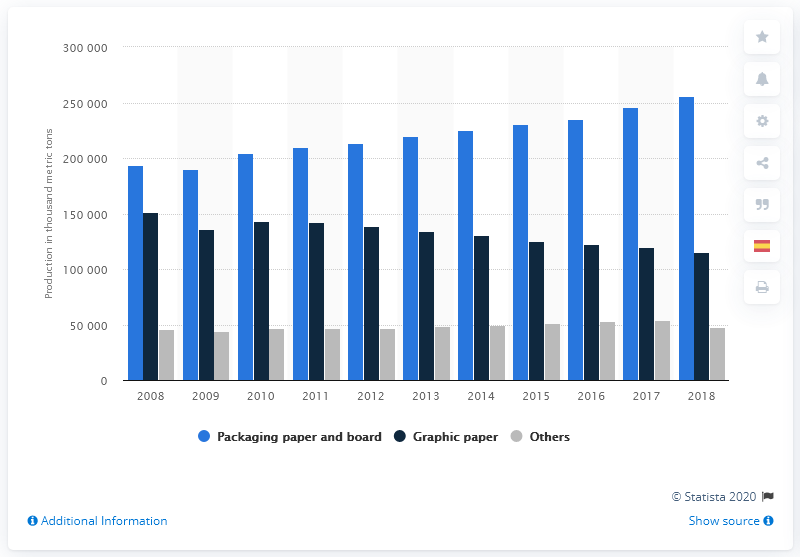 300 000
250 000
200 000
150 000
100 000
50 000
0
Production in thousand metric tons
2008 2009 2010 2011 2012 2013 2014 2015 2016 2017 2018
Packaging paper and board Graphic paper Others
© Statista 2020
Additional Information Show source